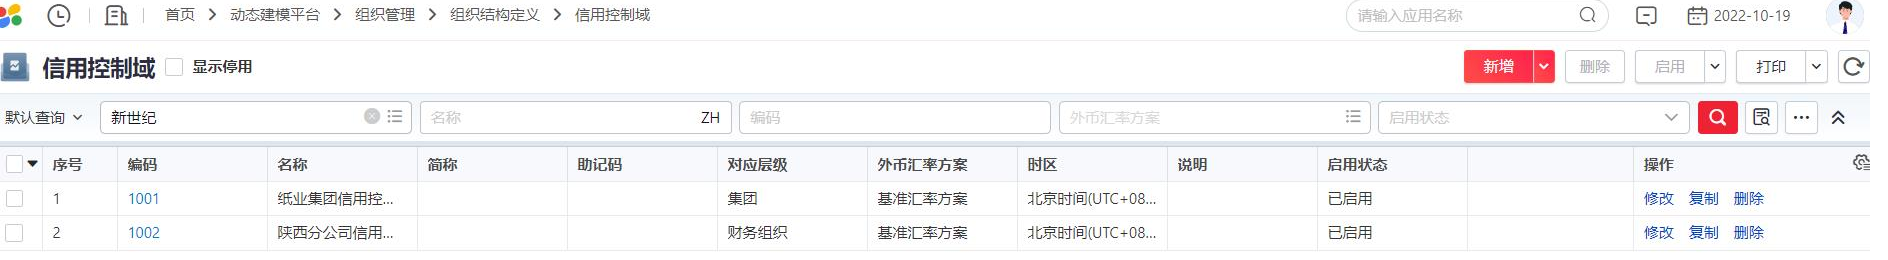 首页 动态建模平台 组织管理 组织结构定义 信用控制域 请输入应用名称 2022-10-19
信用控制域 显示停用 新增 删除 启用 打印
默认查询 新世纪 名称 ZH 编码 外币汇率方案 启用状态
序号 编码 名称 简称 助记码 对应层级 外币汇率方案 时区 说明 启用状态 操作
1 1001 纸业集团信用控... 集团 基准汇率方案 北京时间(UTC+08... 已启用 修改 复制 删除
2 1002 陕西分公司信用... 财务组织 基准汇率方案 北京时间(UTC+08... 已启用 修改 复制 删除